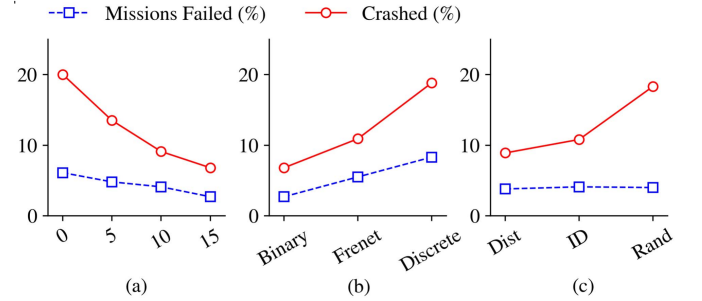 Missions Failed (%) Crashed (%)
20 20 20
10 10 10
0 0 0
0 5 10 15 Binary Frenet Discrete Dist ID Rand
(a) (b) (c)